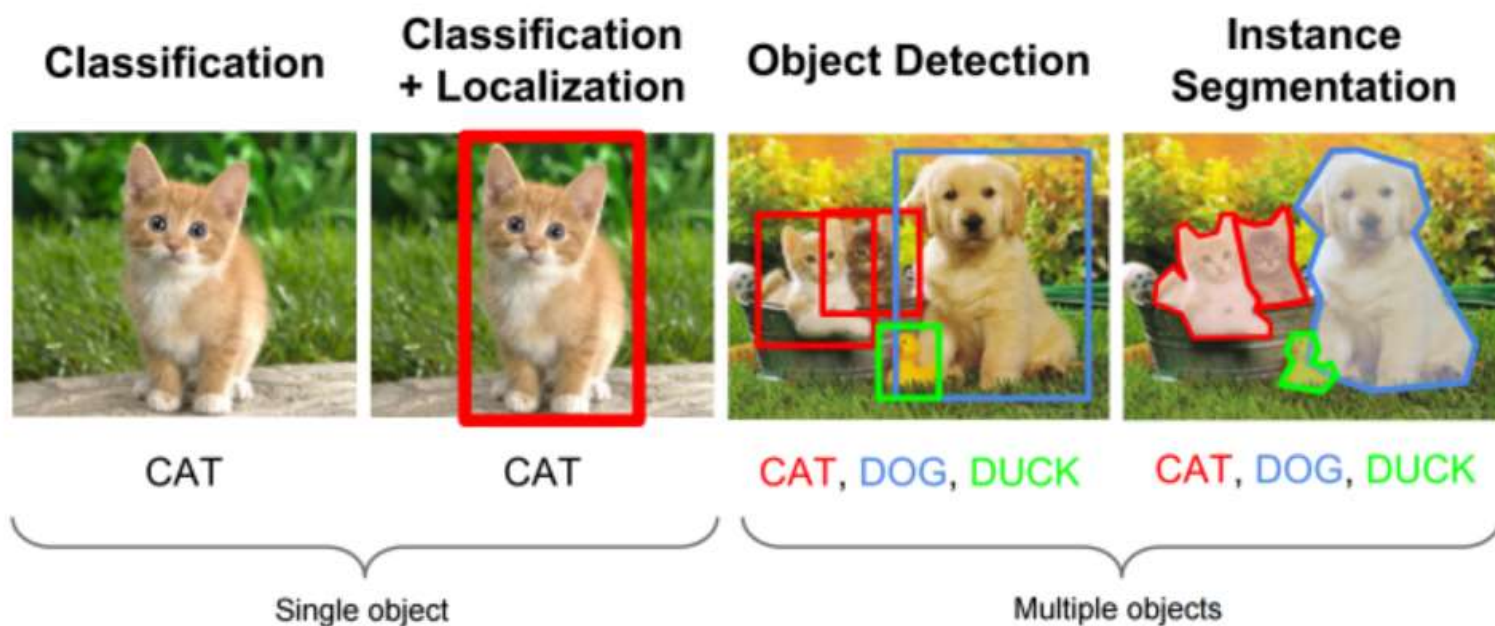 Classification
Classification
+ Localization
Object Detection
Instance
Segmentation
CAT
CAT
CAT, DOG, DUCK
CAT, DOG, DUCK
Single object
Multiple objects